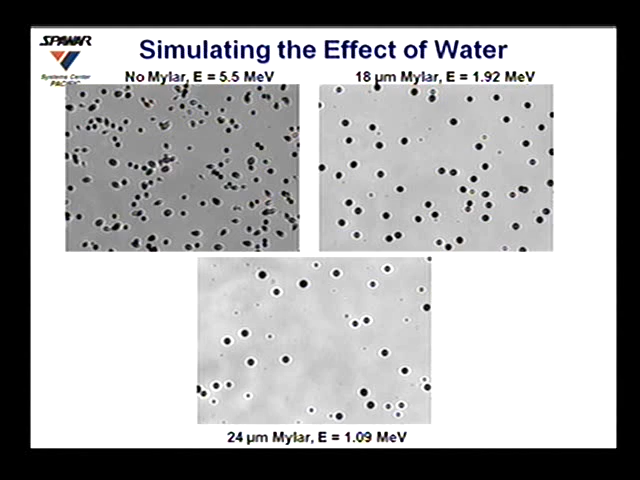 SPAWAR
Systems Center
PACIFIC
Simulating the Effect of Water
No Mylar, E = 5.5 MeV
18 µm Mylar, E = 1.92 MeV
24 µm Mylar, E = 1.09 MeV